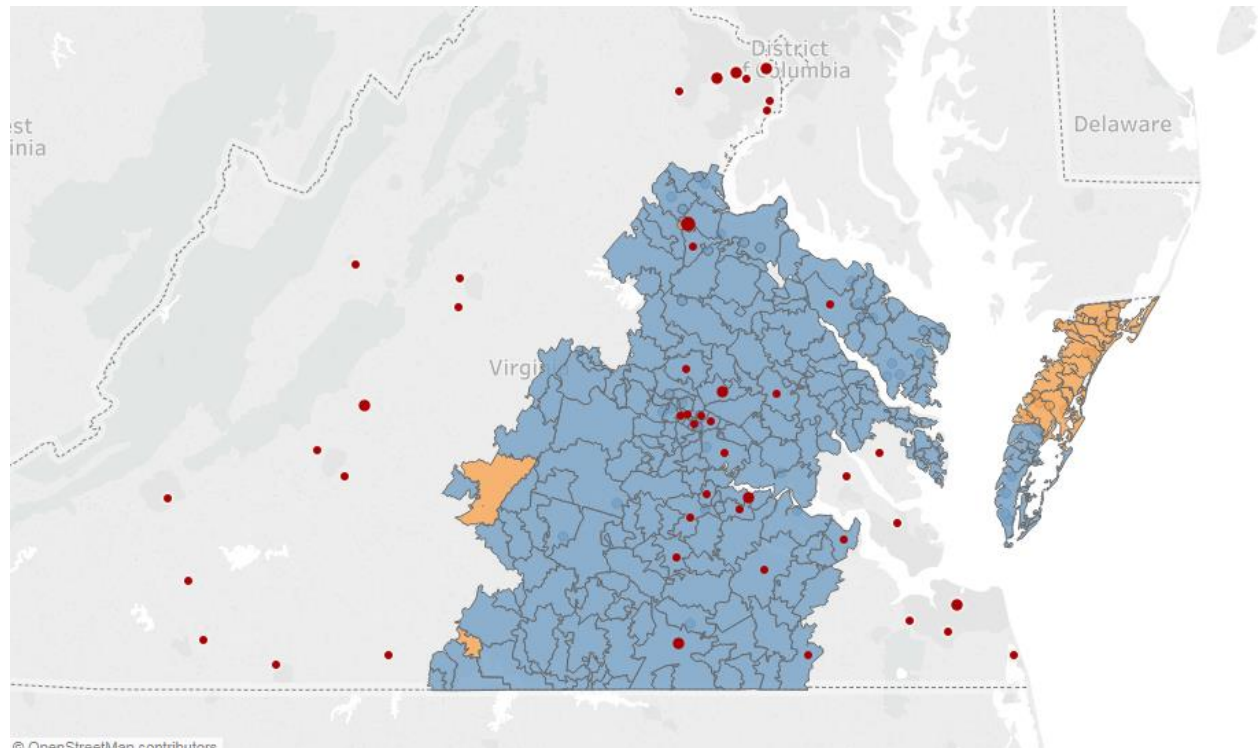 District
of Columbia
est
inia
Delaware
Virgi
© OpenStreetMap contributors